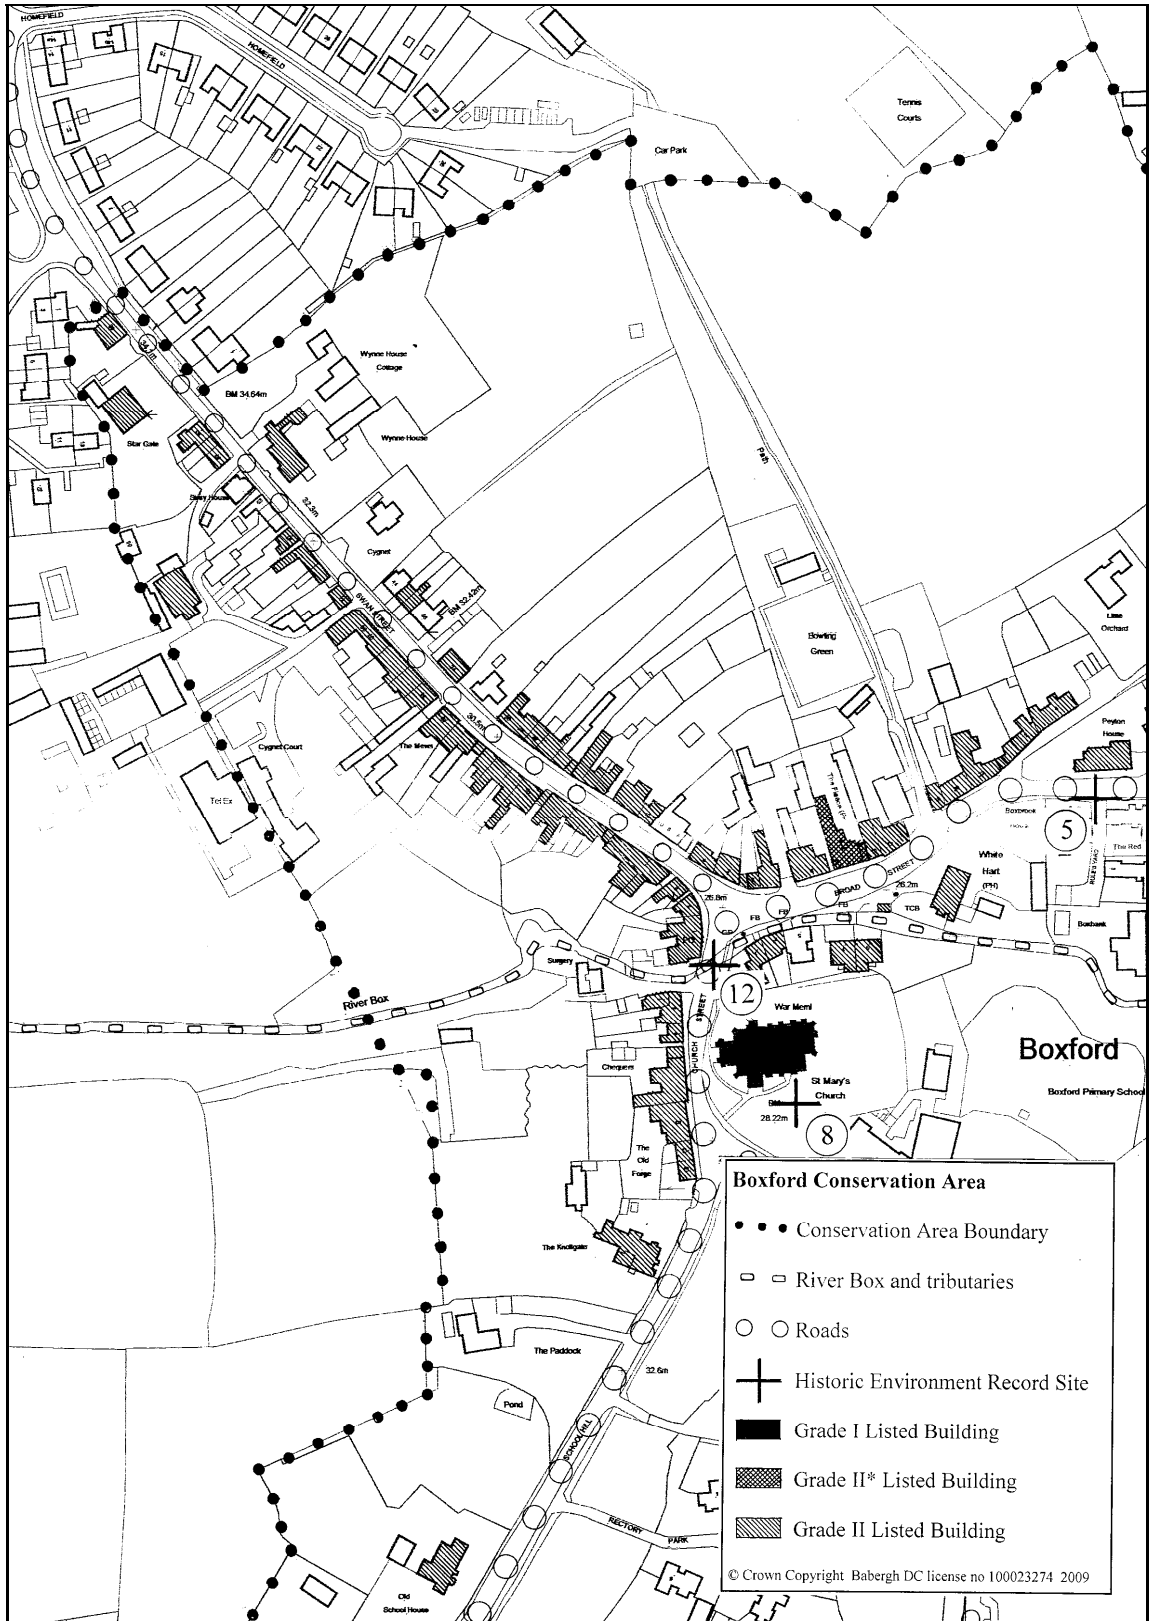 HOMEFIELD
HOMEFIELD
Tennis
Courts
Car Park
Wynne House
Cottage
BM 34.64m
Wynne House
Star Gate
Path
32.3m
Cygnet
BM 32.42m
SWAN STREET
Lime
Orchard
Bowling
Green
Peyton
House
30.5m
The Mews
Cygnet Court
Tel Ex
Boxbrook
5
The Red
White
Hart
(PH)
RULES YARD
BROAD
STREET
26.2m
FB
FB
FB
TCB
Boxbank
Surgery
River Box
12
War Meml
CHURCH
STREET
Boxford
Chequers
St Mary's
Church
Boxford Primary School
28.22m
8
The
Old
Forge
The Paddock
32.6m
Pond
SCHOOL HILL
RECTORY
PARK
Old
School House
Boxford Conservation Area
Conservation Area Boundary
River Box and tributaries
Roads
Historic Environment Record Site
Grade I Listed Building
Grade II* Listed Building
Grade II Listed Building
© Crown Copyright Babergh DC license no 100023274 2009